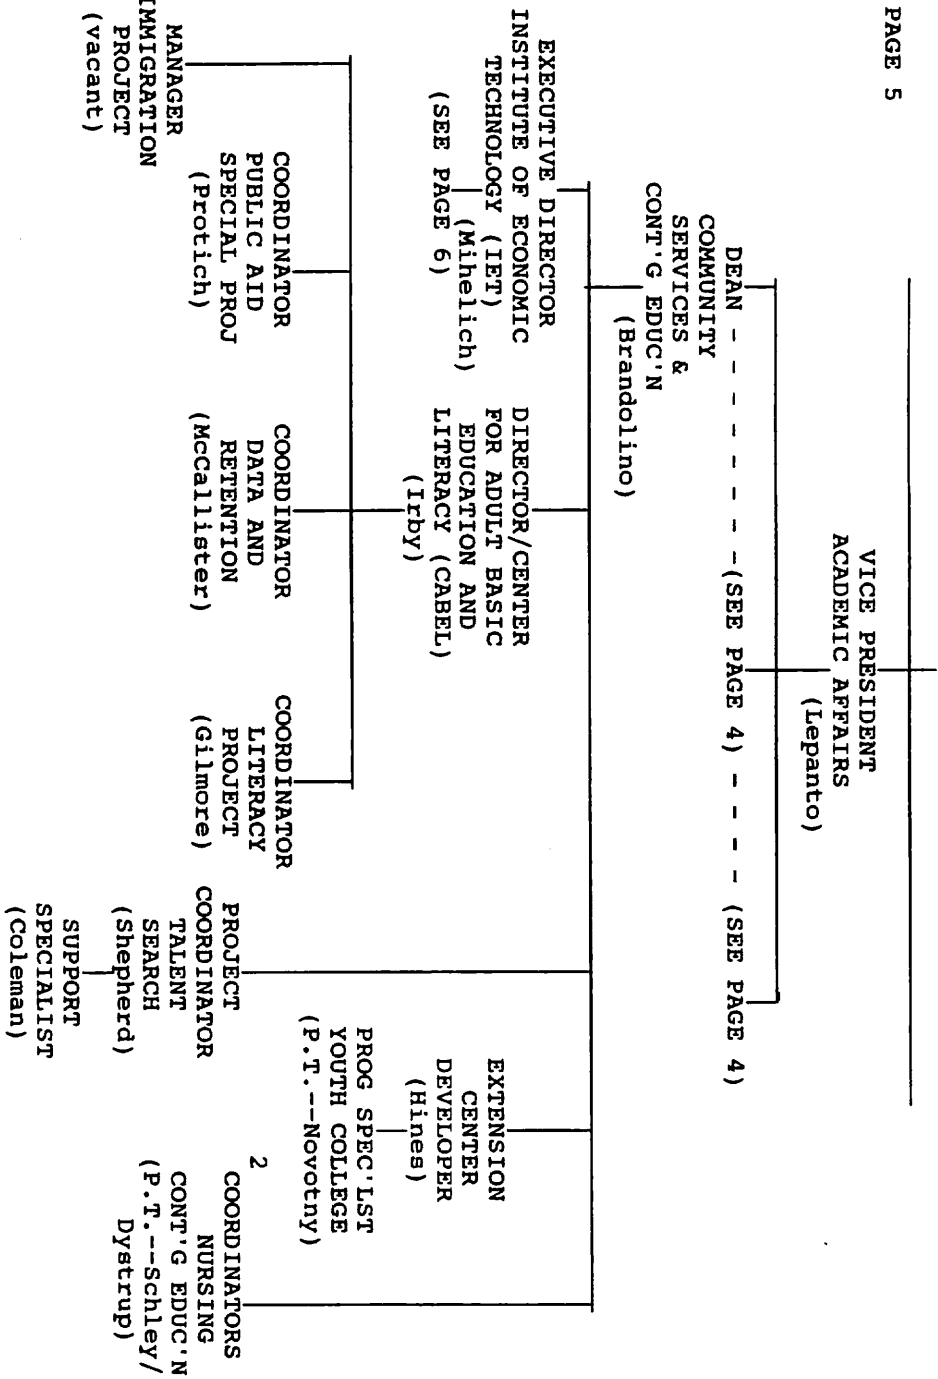 PAGE 5
VICE PRESIDENT
ACADEMIC AFFAIRS
(Lepanto)
DEAN - - - - - - -(SEE PAGE 4) - - - - (SEE PAGE 4)
COMMUNITY
SERVICES &
CONT'G EDUC'N
(Brandolino)
EXECUTIVE DIRECTOR
INSTITUTE OF ECONOMIC
TECHNOLOGY (IET)
(Mihelich)
(SEE PAGE 6)
DIRECTOR/CENTER
FOR ADULT BASIC
EDUCATION AND
LITERACY (CABEL)
(Irby)
EXTENSION
CENTER
DEVELOPER
(Hines)
PROG SPEC'LST
YOUTH COLLEGE
(P.T.--Novotny)
MANAGER
IMMIGRATION
PROJECT
(vacant)
COORDINATOR
PUBLIC AID
SPECIAL PROJ
(Protich)
COORDINATOR
DATA AND
RETENTION
(McCallister)
COORDINATOR
LITERACY
PROJECT
(Gilmore)
PROJECT
COORDINATOR
TALENT
SEARCH
(Shepherd)
SUPPORT
SPECIALIST
(Coleman)
2
COORDINATORS
NURSING
CONT'G EDUC'N
(P.T.--Schley/
Dystrup)